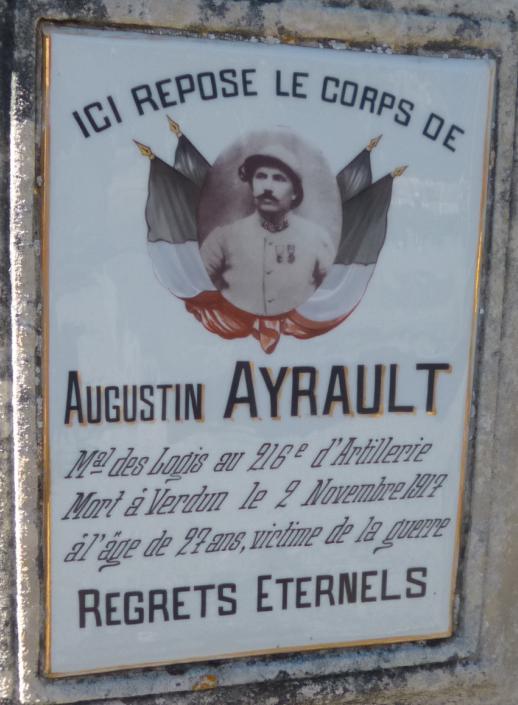 ICI REPOSE LE CORPS DE
AUGUSTIN AYRAULT
Mal des Logis au 216e d'Artillerie
Mort à Verdun le 2 Novembre 1917
à l'âge de 27 ans, victime de la guerre
REGRETS ETERNELS